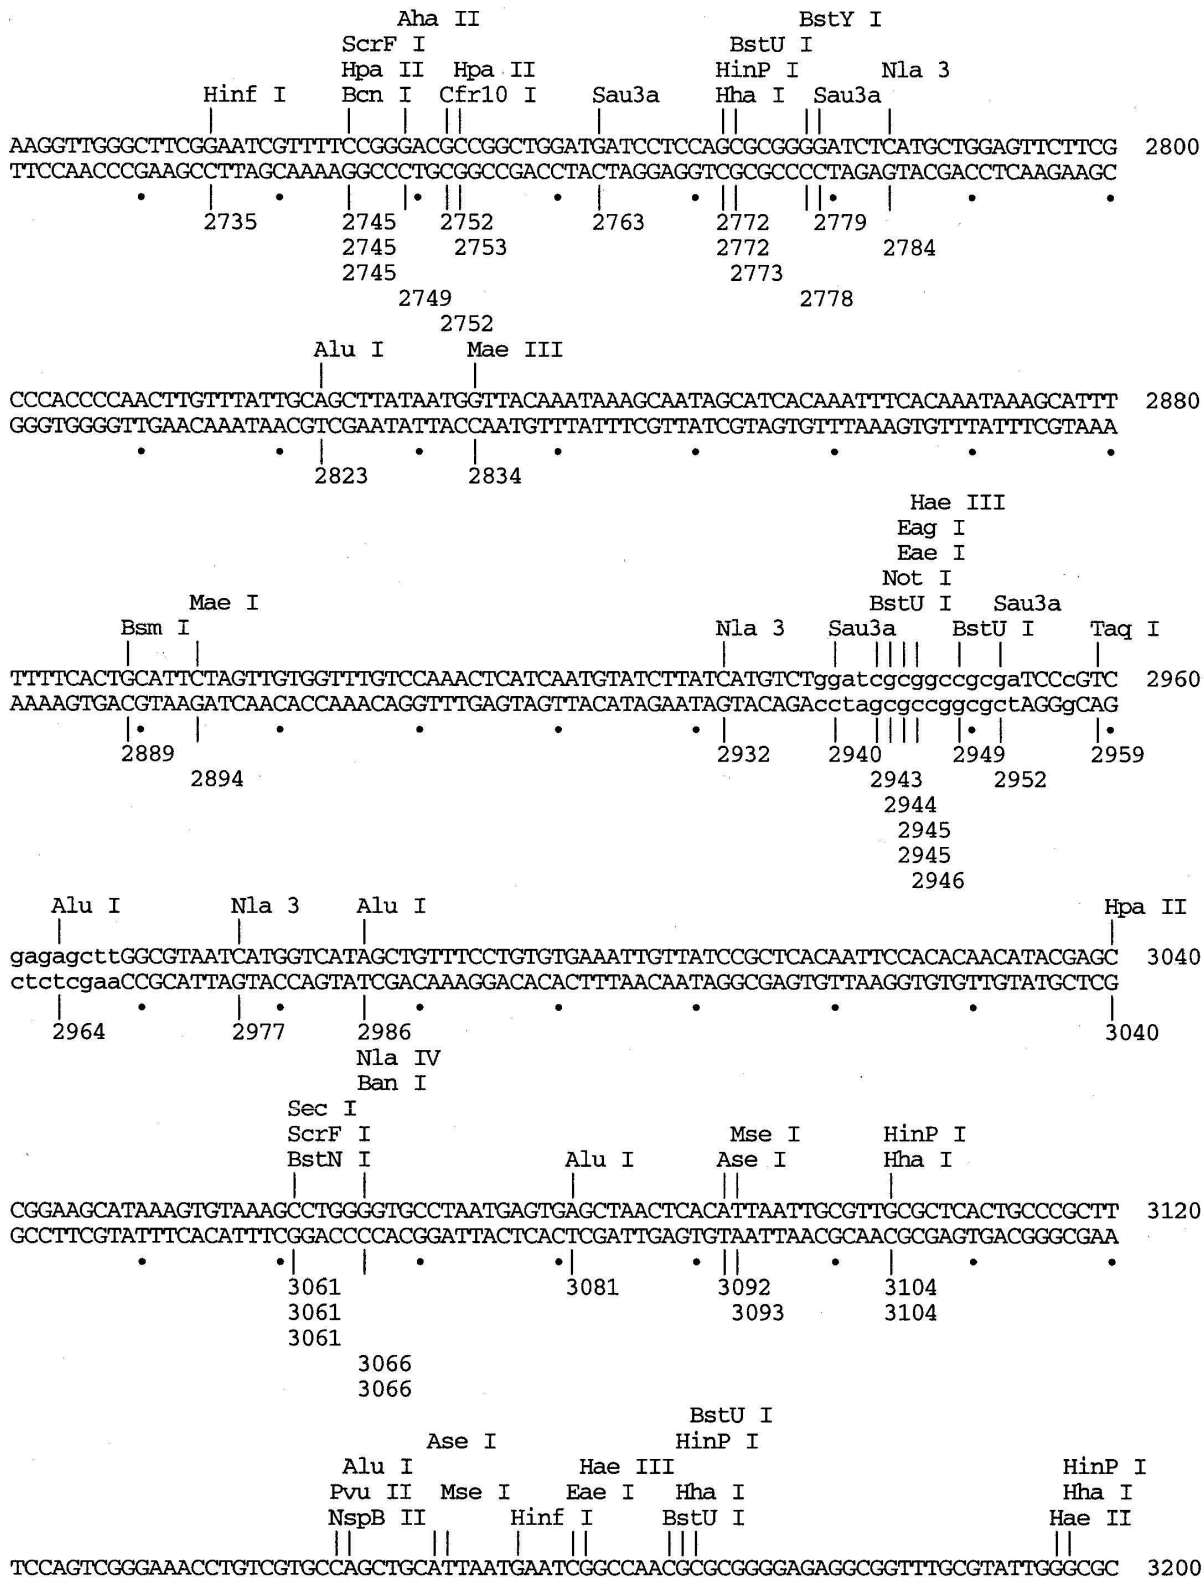 Aha II BstY I
ScrF I BstU I
Hpa II Hpa II HinP I Nla 3
Hinf I Bcn I Cfr10 I Sau3a Hha I Sau3a
AAGGTTGGGCTTCGGAATCGTTTTCCGGGACGCCGGCTGGATGATCCTCCAGCGCGGGGATCTCATGCTGGAGTTCTTCG 2800
TTCCAACCCGAAGCCTTAGCAAAAGGCCCTGCGGCCGACCTACTAGGAGGTCGCGCCCCTAGAGTACGACCTCAAGAAGC
2735 2745 2752 2763 2772 2779
2745 2753 2772 2784
2745 2773
2749 2778
2752
Alu I Mae III
CCCACCCCAACTTGTTTATTGCAGCTTATAATGGTTACAAATAAAGCAATAGCATCACAAATTTCACAAATAAAGCATTT 2880
GGGTGGGGTTGAACAAATAACGTCGAATATTACCAATGTTTATTTCGTTATCGTAGTGTTTAAAGTGTTTATTTCGTAAA
2823 2834
Hae III
Eag I
Eae I
Not I
Mae I BstU I Sau3a
Bsm I Nla 3 Sau3a BstU I Taq I
TTTTCACTGCATTCTAGTTGTGGTTTGTCCAAACTCATCAATGTATCTTATCATGTCTggatcgcggccgcgaTCCcGTC 2960
AAAAGTGACGTAAGATCAACACCAAACAGGTTTGAGTAGTTACATAGAATAGTACAGAcctagcgccggcgctAGGgCAG
2889 2932 2940 2949 2959
2894 2943 2952
2944
2945
2945
2946
Alu I Nla 3 Alu I Hpa II
gagagcttGGCGTAATCATGGTCATAGCTGTTTCCTGTGTGAAATTGTTATCCGCTCACAATTCCACACAACATACGAGC 3040
ctctcgaaCCGCATTAGTACCAGTATCGACAAAGGACACACTTTAACAATAGGCGAGTGTTAAGGTGTGTTGTATGCTCG
2964 2977 2986 3040
Nla IV
Ban I
Sec I
ScrF I Mse I HinP I
BstN I Alu I Ase I Hha I
CGGAAGCATAAAGTGTAAAGCCTGGGGTGCCTAATGAGTGAGCTAACTCACATTAATTGCGTTGCGCTCACTGCCCGCTT 3120
GCCTTCGTATTTCACATTTCGGACCCCACGGATTACTCACTCGATTGAGTGTAATTAACGCAACGCGAGTGACGGGCGAA
3061 3081 3092 3104
3061 3093 3104
3061
3066
3066
BstU I
Ase I HinP I
Alu I Hae III HinP I
Pvu II Mse I Eae I Hha I Hha I
NspB II Hinf I BstU I Hae II
TCCAGTCGGGAAACCTGTCGTGCCAGCTGCATTAATGAATCGGCCAACGCGCGGGGAGAGGCGGTTTGCGTATTGGGCGC 3200